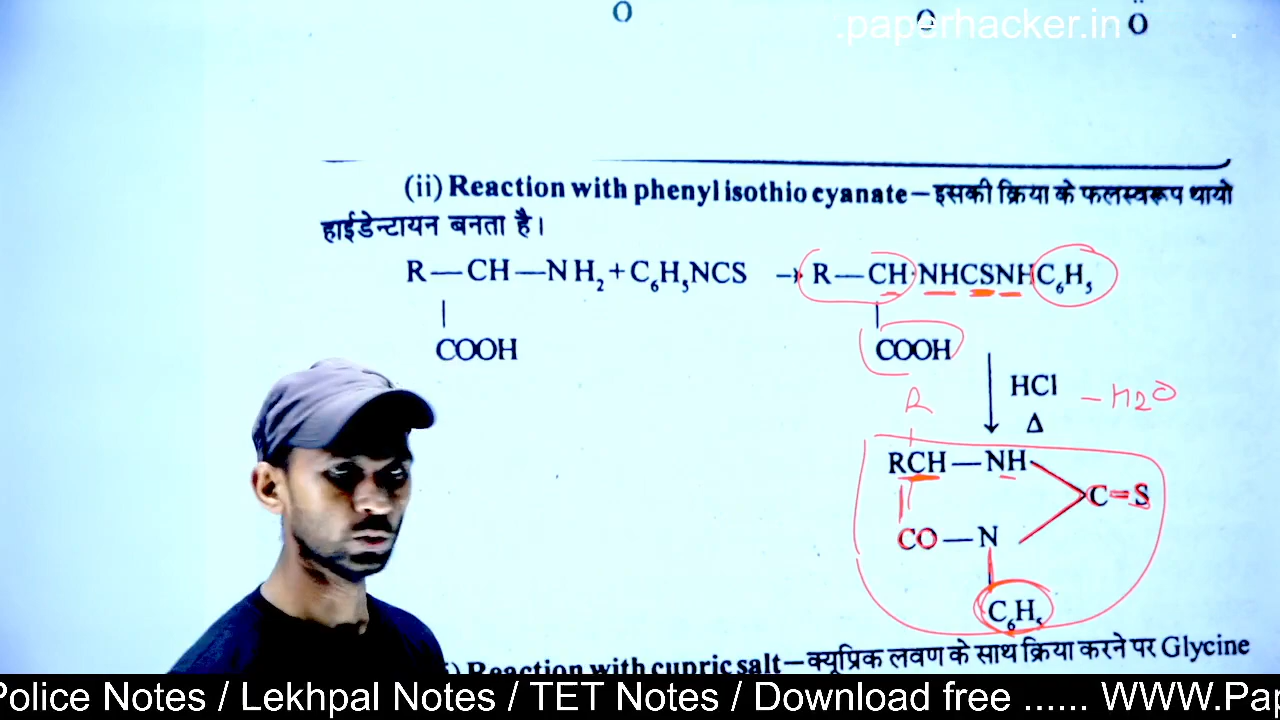 O
O
Ö
.paperhacker.in .
(ii) Reaction with phenyl isothio cyanate–इसकी क्रिया के फलस्वरूप थायो
हाईडेन्टायन बनता है।
R—CH—NH₂+C₆H₅NCS → R—CH·NHCSNHC₆H₅
COOH COOH
HCl – H2O
Δ
R
RCH—NH
C=S
CO—N
C₆H₅
) Reaction with cupric salt–क्यूप्रिक लवण के साथ क्रिया करने पर Glycine
Police Notes / Lekhpal Notes / TET Notes / Download free ...... WWW.Pap